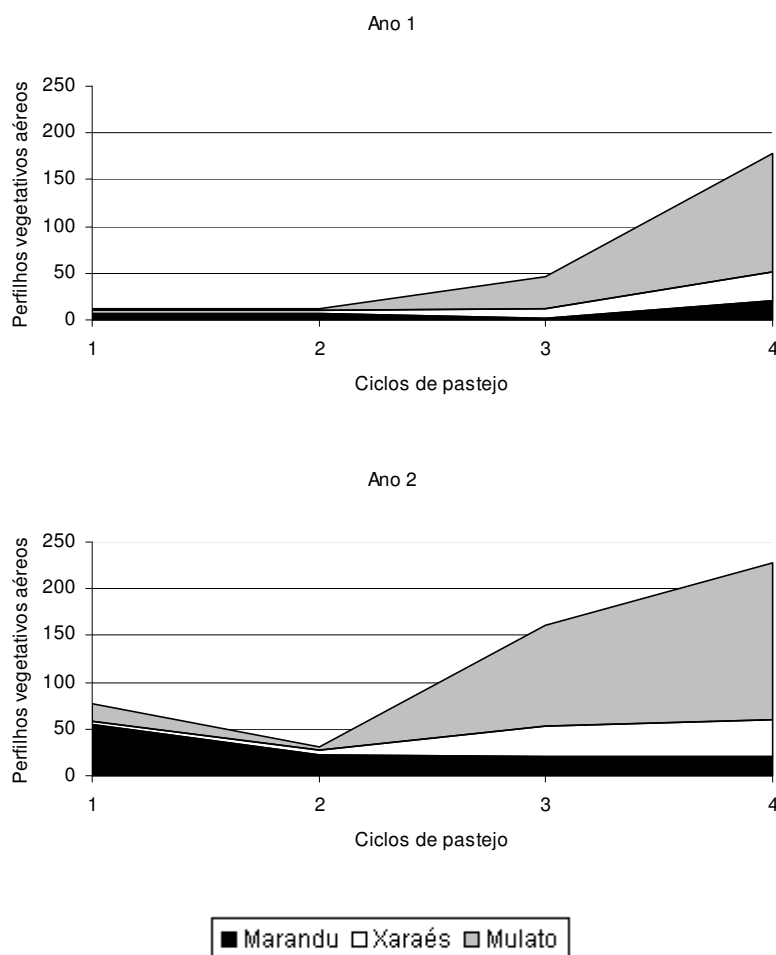 Ano 1
Perfilhos vegetativos aéreos
250
200
150
100
50
0
1 2 3 4
Ciclos de pastejo
Ano 2
Perfilhos vegetativos aéreos
250
200
150
100
50
0
1 2 3 4
Ciclos de pastejo
Marandu Xaraés Mulato